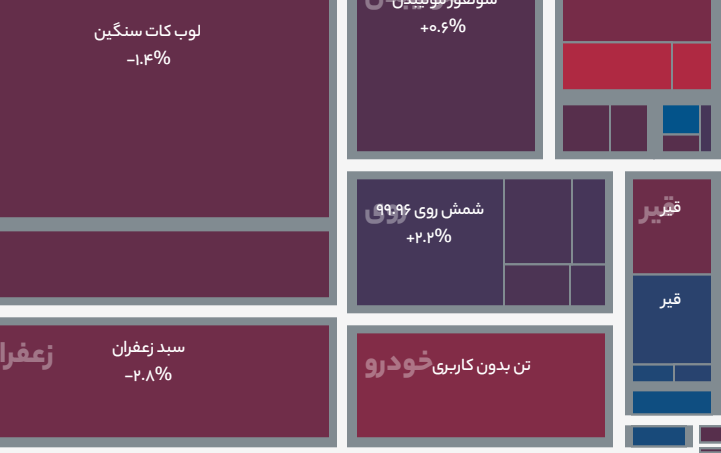 لوب کات سنگین
-۱.۴%
+۰.۶%
شمش روی ۹۹.۹۶
روی
+۲.۲%
قیر
قیر
قیر
سبد زعفران
-۲.۸%
زعفرا
تن بدون کاربری
خودرو